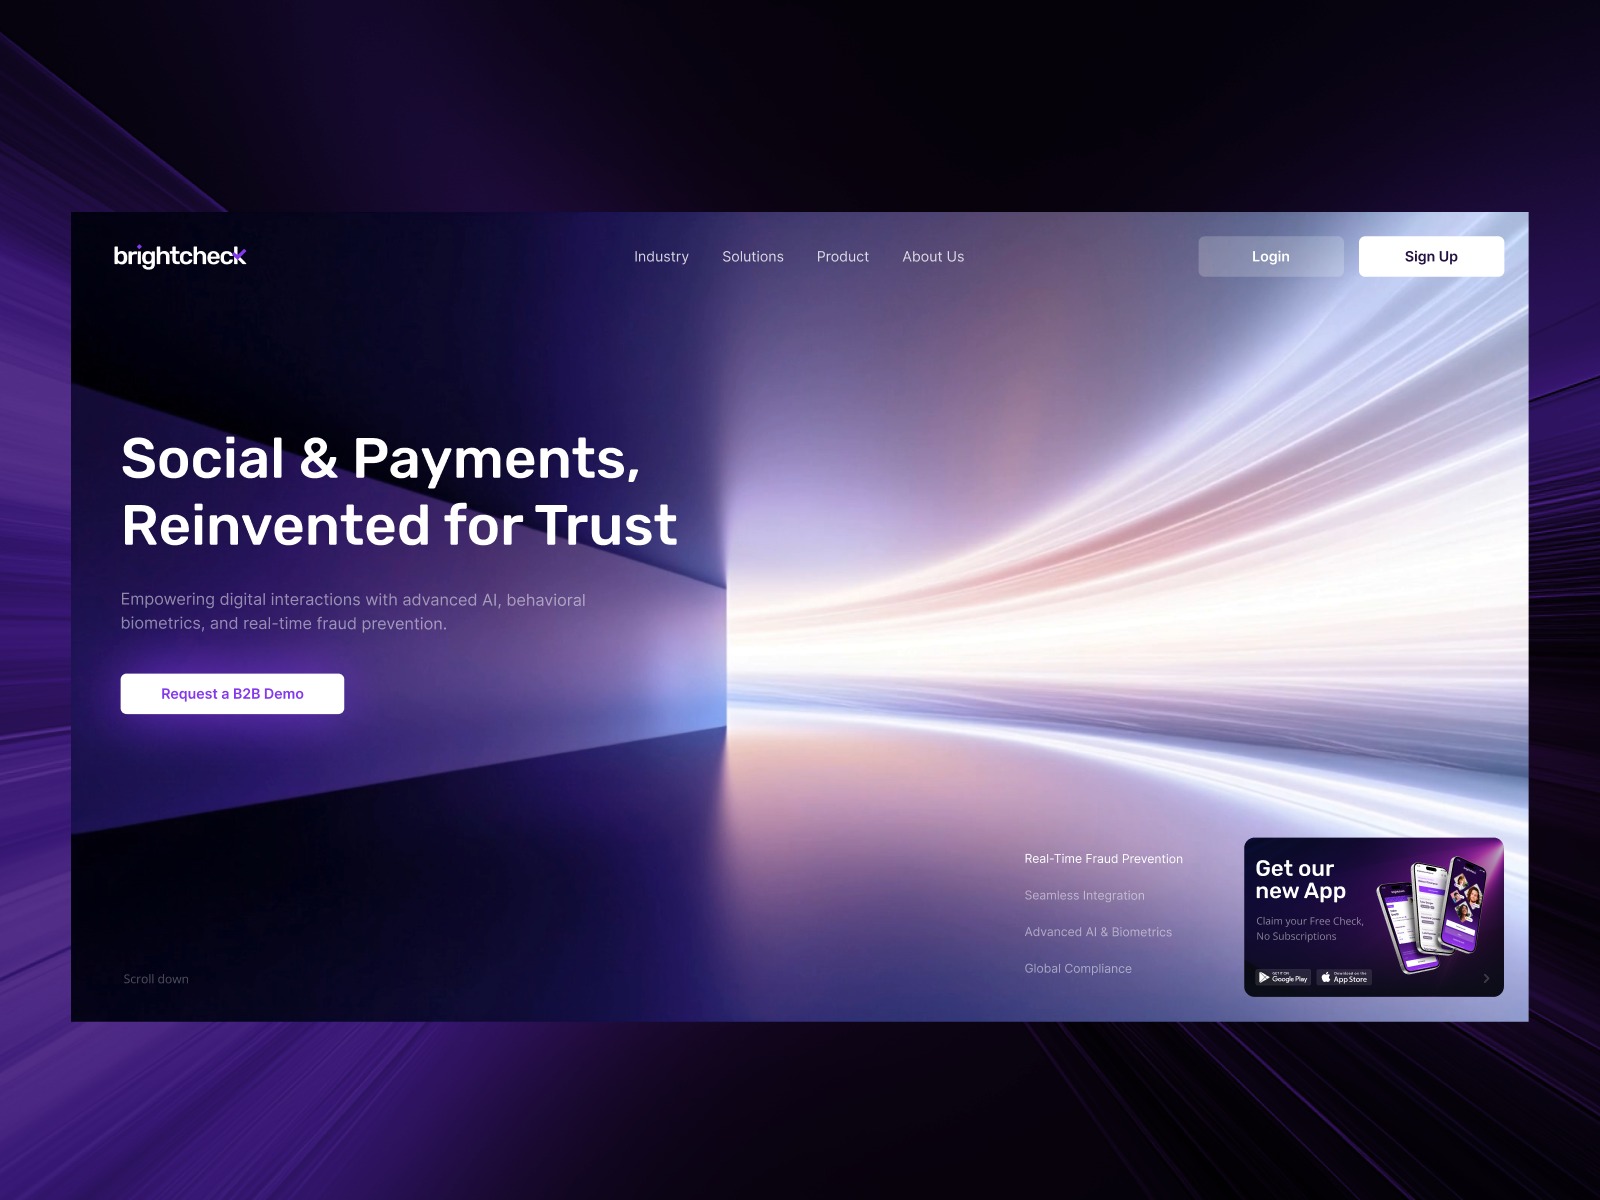 brightcheck
Industry
Solutions
Product
About Us
Login
Sign Up
Social & Payments,
Reinvented for Trust
Empowering digital interactions with advanced AI, behavioral
biometrics, and real-time fraud prevention.
Request a B2B Demo
Scroll down
Real-Time Fraud Prevention
Seamless Integration
Advanced AI & Biometrics
Global Compliance
Get our
new App
Claim your Free Check,
No Subscriptions
GET IT ON
Google Play
Download on the
App Store